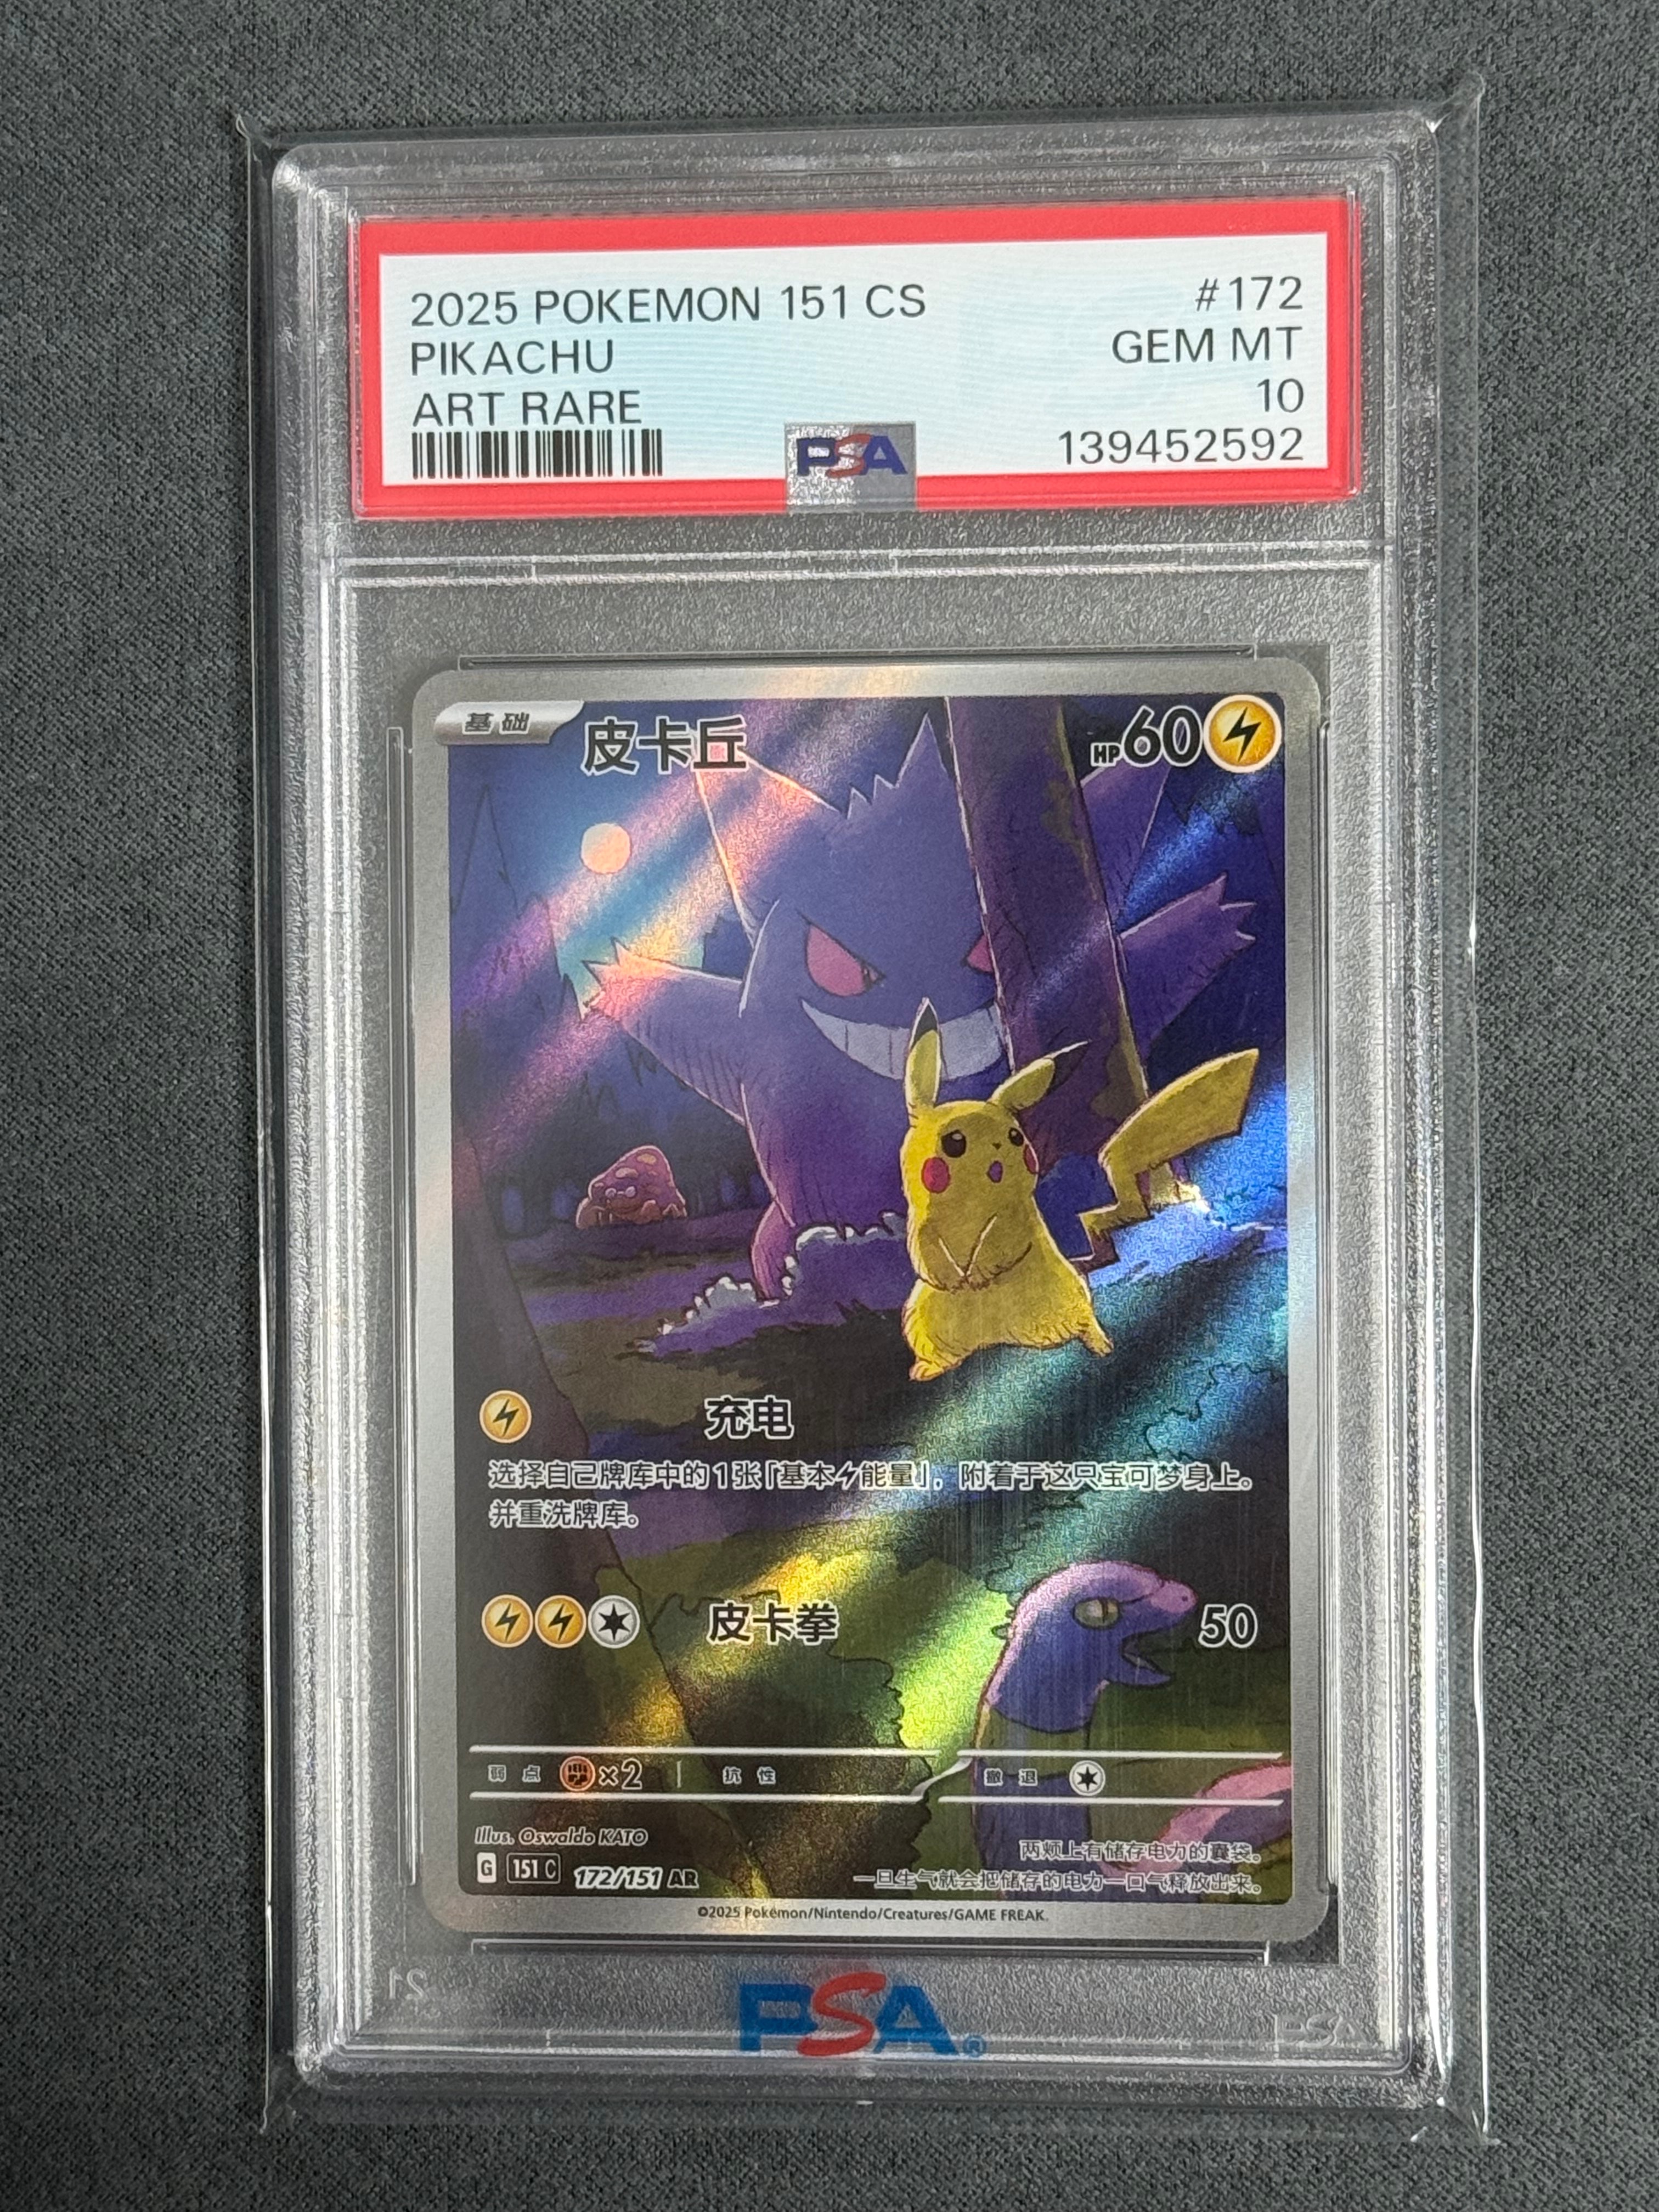 2025 POKEMON 151 CS #172
PIKACHU GEM MT
ART RARE 10
PSA 139452592
基础 皮卡丘 HP60
充电
选择自己牌库中的1张「基本能量」，附着于这只宝可梦身上。
并重洗牌库。
皮卡拳 50
弱点 ×2 抗性 撤退
Illus. Oswaldo KATO
两颊上有储存电力的囊袋。
G 151 C 172/151 AR
一旦生气就会把储存的电力一口气释放出来。
©2025 Pokémon/Nintendo/Creatures/GAME FREAK.
PSA®
PSA